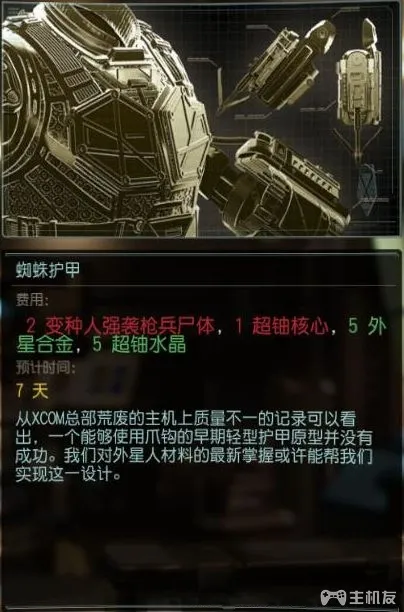 蜘蛛护甲
费用：
2 变种人强袭枪兵尸体，1 超铀核心，5 外
星合金，5 超铀水晶
预计时间：
7 天
从XCOM总部荒废的主机上质量不一的记录可以看
出，一个能够使用爪钩的早期轻型护甲原型并没有
成功。我们对外星人材料的最新掌握或许能帮我们
实现这一设计。
主机友